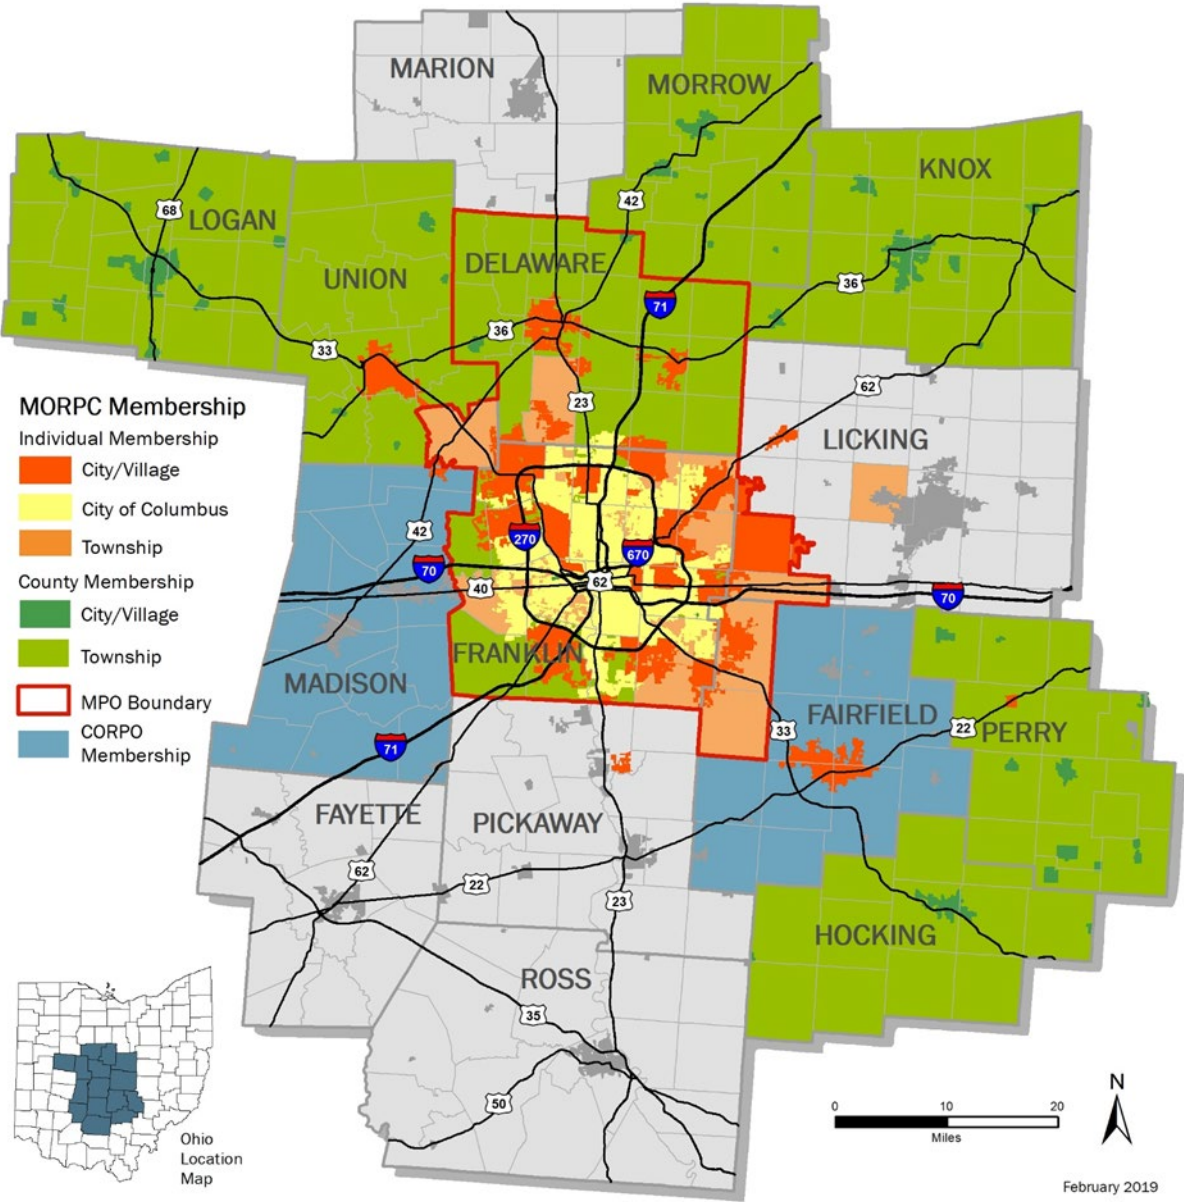 MARION
MORROW
KNOX
68
LOGAN
42
UNION
DELAWARE
36
71
36
33
62
23
MORPC Membership
Individual Membership
City/Village
City of Columbus
Township
County Membership
City/Village
Township
MPO Boundary
CORPO
Membership
LICKING
42
270
670
70
40
62
70
FRANKLIN
MADISON
33
FAIRFIELD
22
PERRY
71
FAYETTE
PICKAWAY
62
22
23
HOCKING
ROSS
35
50
Ohio
Location
Map
N
0 10 20
Miles
February 2019